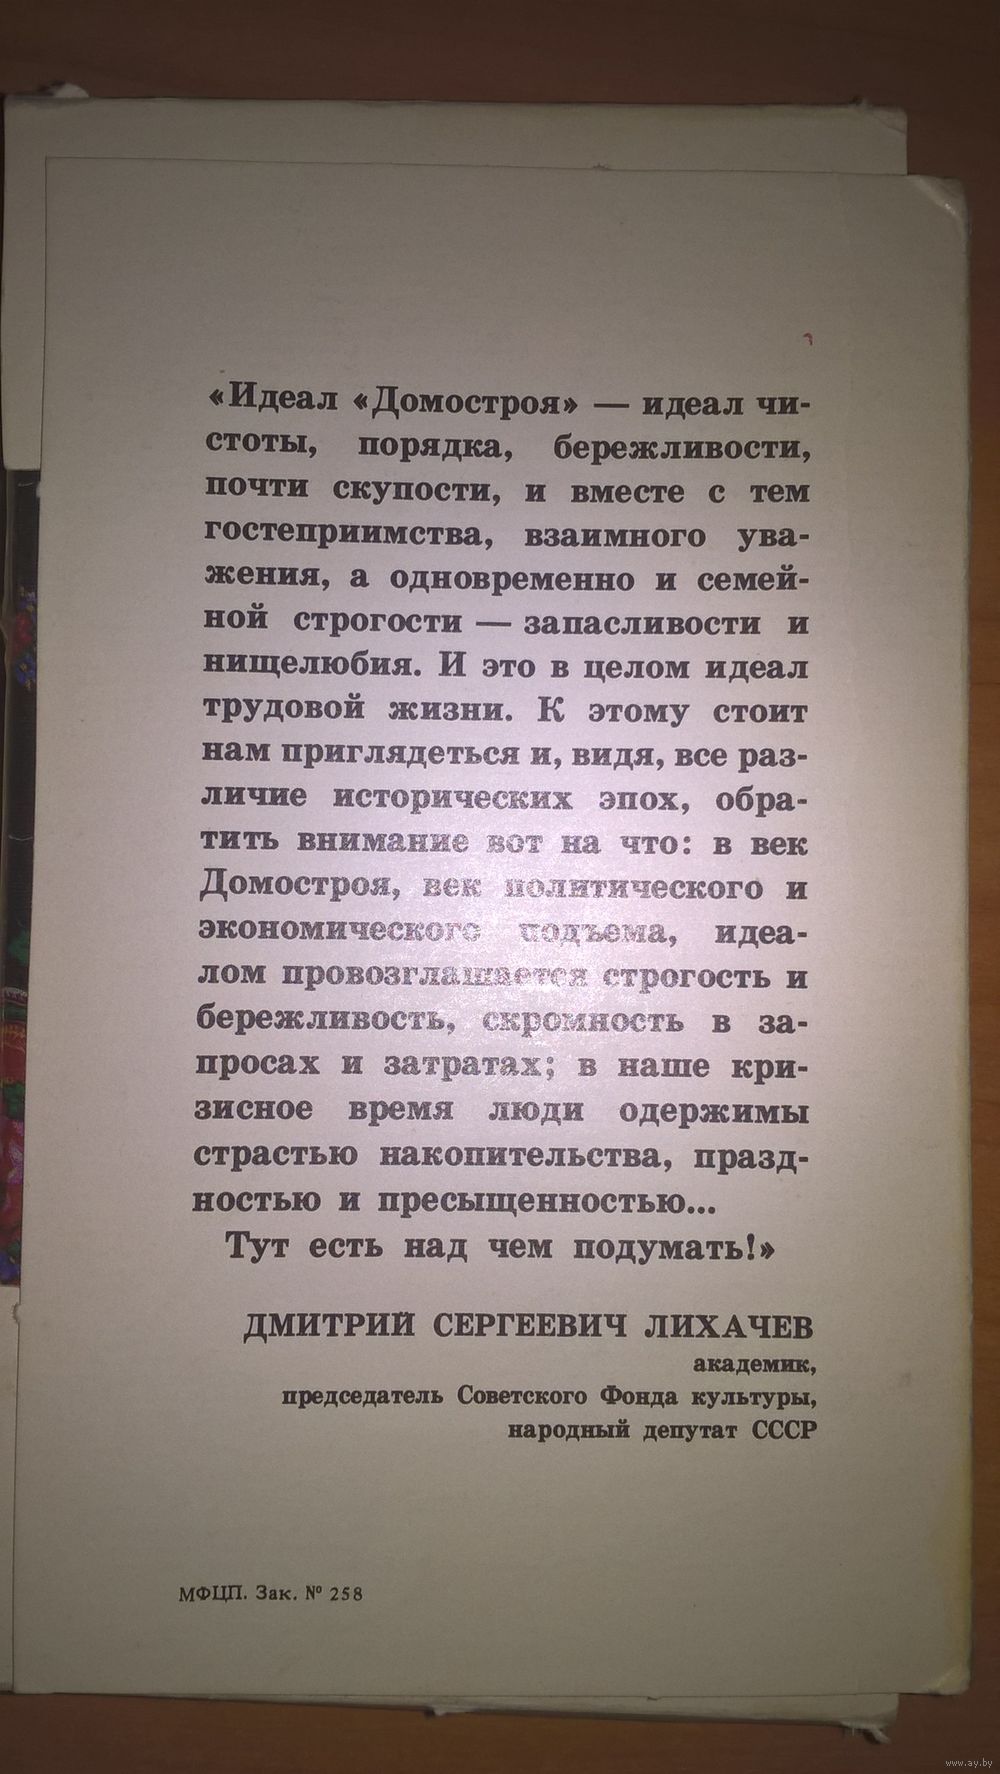 «Идеал «Домостроя» — идеал чи-
стоты, порядка, бережливости,
почти скупости, и вместе с тем
гостеприимства, взаимного ува-
жения, а одновременно и семей-
ной строгости — запасливости и
нищелюбия. И это в целом идеал
трудовой жизни. К этому стоит
нам приглядеться и, видя, все раз-
личие исторических эпох, обра-
тить внимание вот на что: в век
Домостроя, век политического и
экономического подъема, идеа-
лом провозглашается строгость и
бережливость, скромность в за-
просах и затратах; в наше кри-
зисное время люди одержимы
страстью накопительства, празд-
ностью и пресыщенностью...
Тут есть над чем подумать!»
ДМИТРИЙ СЕРГЕЕВИЧ ЛИХАЧЕВ
академик,
председатель Советского Фонда культуры,
народный депутат СССР
МФЦП. Зак. № 258
www.ay.by